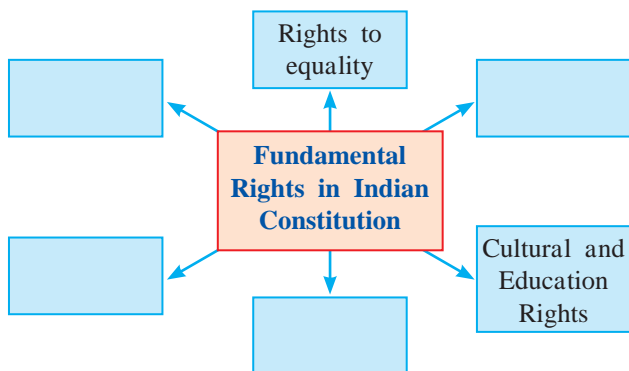 Rights to
equality
Fundamental
Rights in Indian
Constitution
Cultural and
Education
Rights